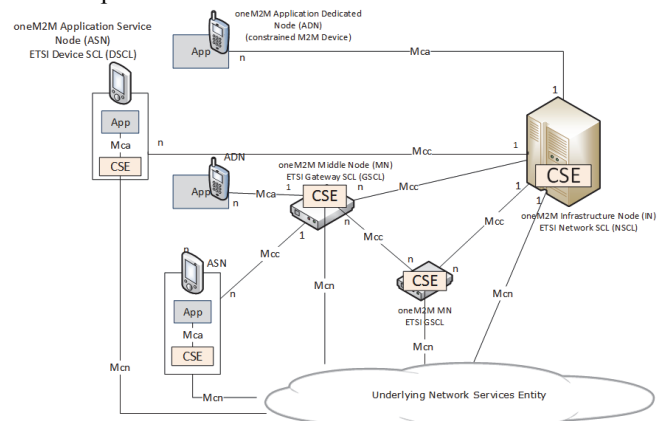 oneM2M Application Service
Node (ASN)
ETSI Device SCL (DSCL)
oneM2M Application Dedicated
Node (ADN)
(constrained M2M Device)
App
n
Mca
1
App
Mca
CSE
n
Mcc
1
CSE
oneM2M Infrastructure Node (IN)
ETSI Network SCL (NSCL)
1
1
ADN
App
n
Mca
oneM2M Middle Node (MN)
ETSI Gateway SCL (GSCL)
1
CSE
n
1
n
Mcc
Mcc
Mcc
Mcc
n
n
CSE
oneM2M MN
ETSI GSCL
n
ASN
n
App
Mca
CSE
Mcn
Mcn
Mcn
Mcn
Mcn
Underlying Network Services Entity